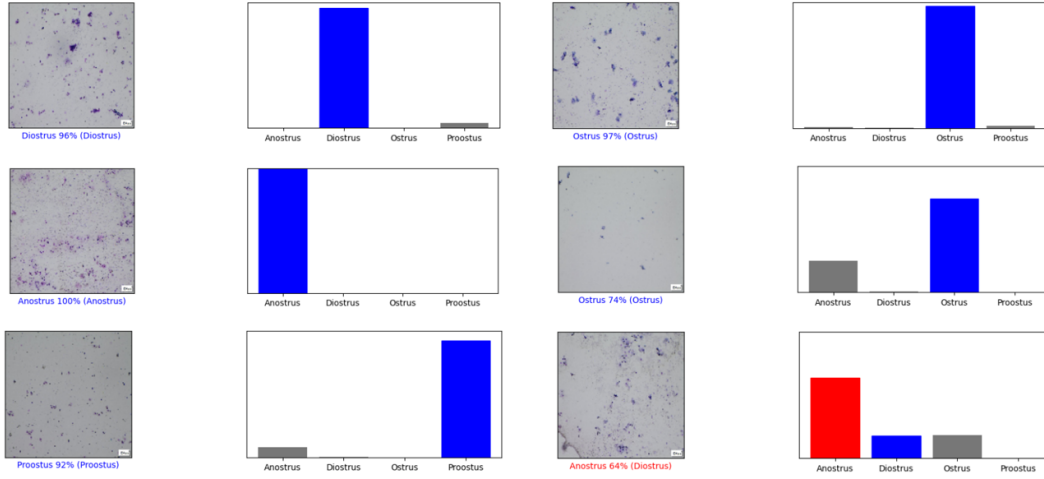 Diostrus 96% (Diostrus)
Anostrus Diostrus Ostrus Proostus
Ostrus 97% (Ostrus)
Anostrus Diostrus Ostrus Proostus
Anostrus 100% (Anostrus)
Anostrus Diostrus Ostrus Proostus
Ostrus 74% (Ostrus)
Anostrus Diostrus Ostrus Proostus
Proostus 92% (Proostus)
Anostrus Diostrus Ostrus Proostus
Anostrus 64% (Diostrus)
Anostrus Diostrus Ostrus Proostus